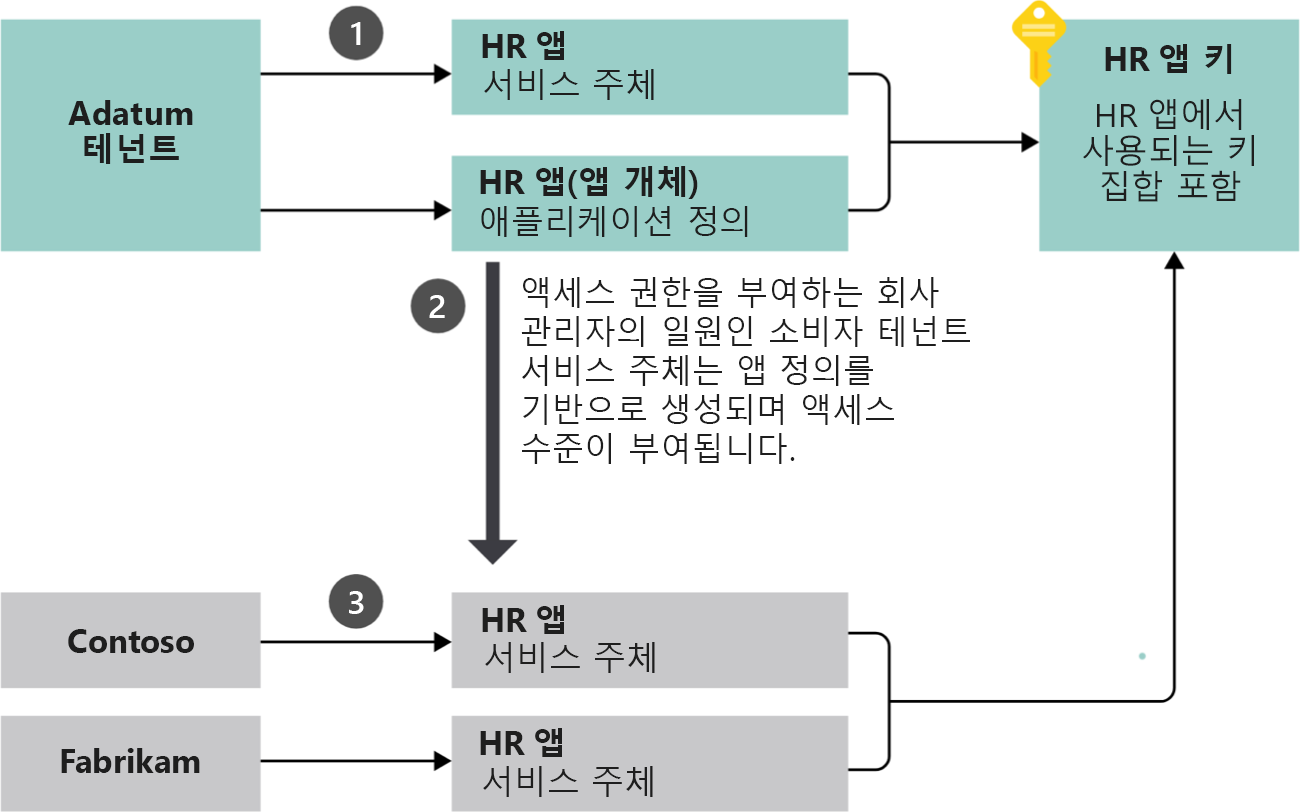 1
HR 앱
서비스 주체
Adatum
테넌트
HR 앱(앱 개체)
애플리케이션 정의
HR 앱 키
HR 앱에서
사용되는 키
집합 포함
2
액세스 권한을 부여하는 회사
관리자의 일원인 소비자 테넌트
서비스 주체는 앱 정의를
기반으로 생성되며 액세스
수준이 부여됩니다.
3
Contoso
HR 앱
서비스 주체
Fabrikam
HR 앱
서비스 주체